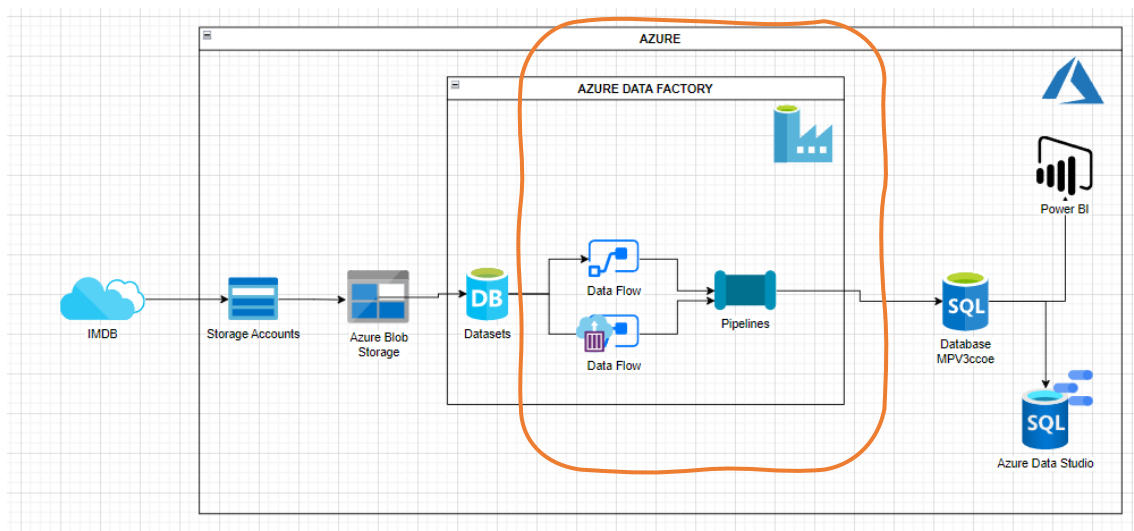 AZURE
AZURE DATA FACTORY
Power BI
Data Flow
DB
IMDB
Storage Accounts
Azure Blob
Storage
Datasets
Pipelines
SQL
Database
MPV3ccoe
Data Flow
SQL
Azure Data Studio